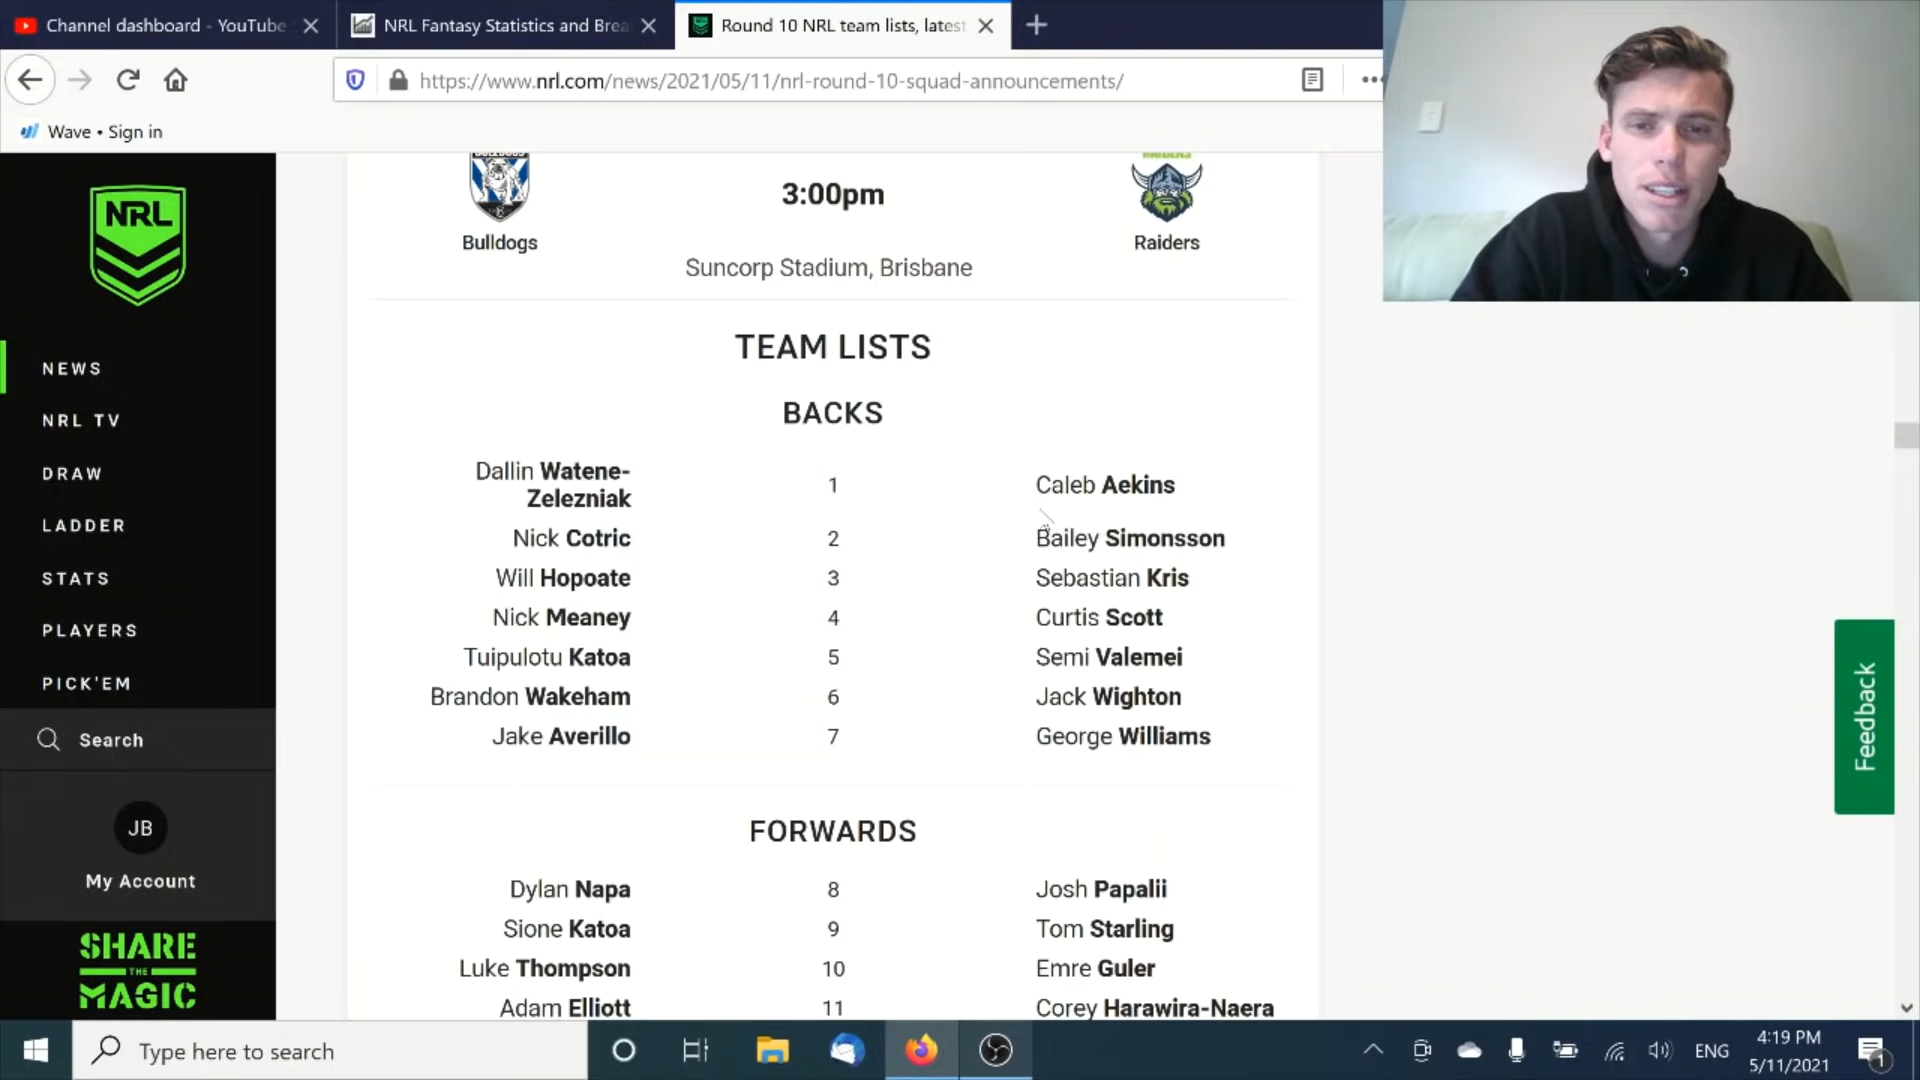 Channel dashboard - YouTube
NRL Fantasy Statistics and Brea
Round 10 NRL team lists, latest
https://www.nrl.com/news/2021/05/11/nrl-round-10-squad-announcements/
Wave • Sign in
NRL
NEWS
NRL TV
DRAW
LADDER
STATS
PLAYERS
PICK'EM
Search
JB
My Account
SHARE
THE
MAGIC
BULLDOGS
RAIDERS
3:00pm
Bulldogs
Raiders
Suncorp Stadium, Brisbane
TEAM LISTS
BACKS
Dallin Watene-
Zelezniak 1 Caleb Aekins
Nick Cotric 2 Bailey Simonsson
Will Hopoate 3 Sebastian Kris
Nick Meaney 4 Curtis Scott
Tuipulotu Katoa 5 Semi Valemei
Brandon Wakeham 6 Jack Wighton
Jake Averillo 7 George Williams
FORWARDS
Dylan Napa 8 Josh Papalii
Sione Katoa 9 Tom Starling
Luke Thompson 10 Emre Guler
Adam Elliott 11 Corey Harawira-Naera
Feedback
Type here to search
ENG
4:19 PM
5/11/2021
1